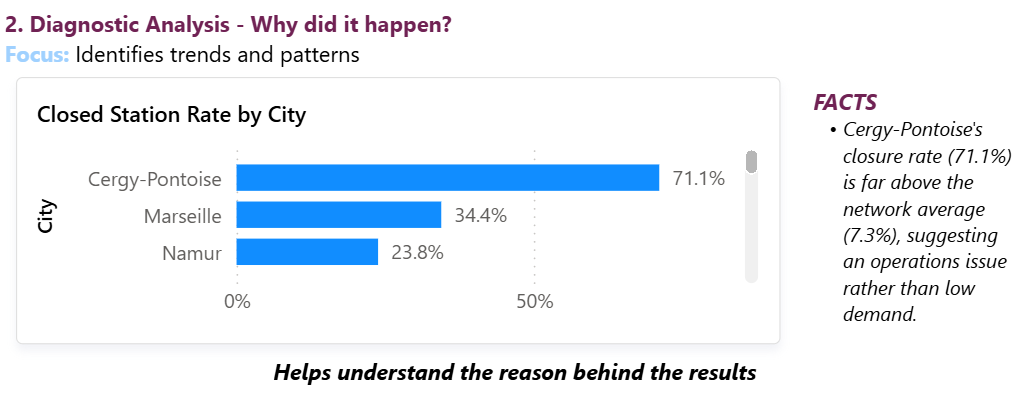 2. Diagnostic Analysis - Why did it happen?
Focus: Identifies trends and patterns
Closed Station Rate by City
City
Cergy-Pontoise 71.1%
Marseille 34.4%
Namur 23.8%
0% 50%
FACTS
• Cergy-Pontoise's
closure rate (71.1%)
is far above the
network average
(7.3%), suggesting
an operations issue
rather than low
demand.
Helps understand the reason behind the results